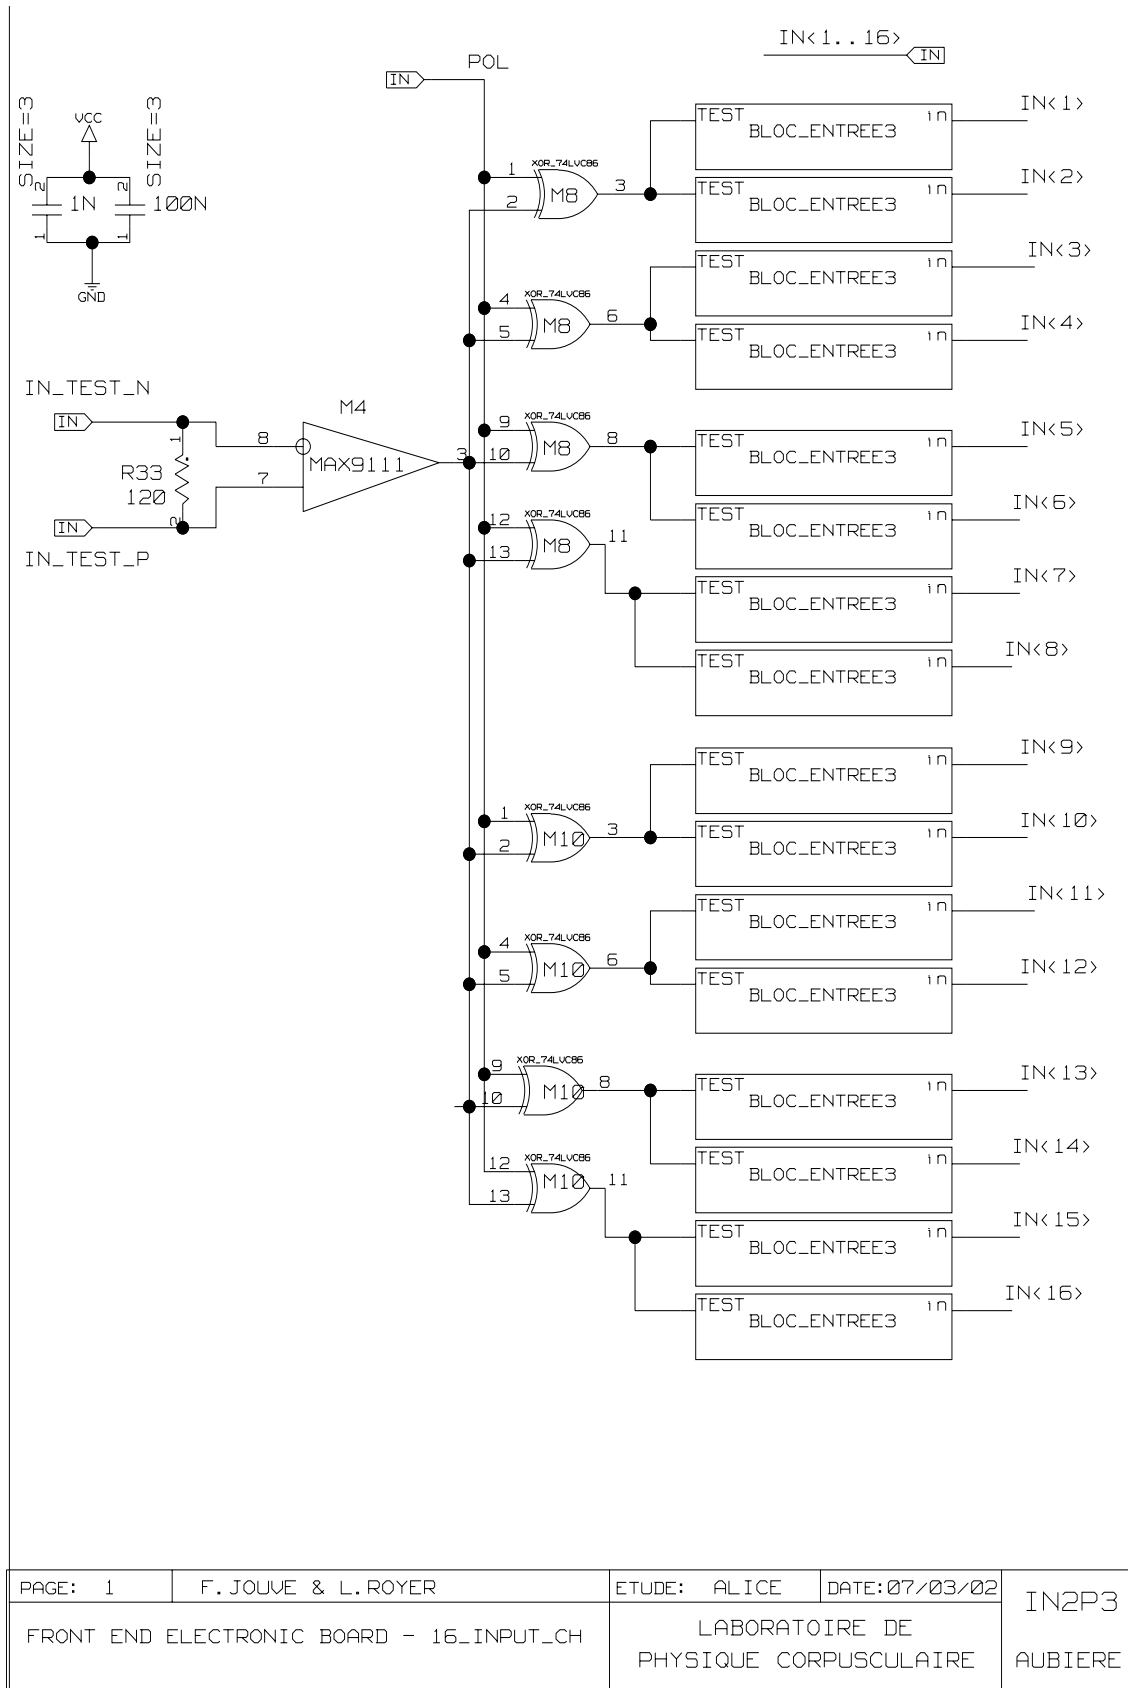 IN<1..16>
IN
POL
IN
SIZE=3
SIZE=3
VCC
2
2
1N
100N
1
1
GND
IN_TEST_N
IN
1
R33
120
2
IN
IN_TEST_P
8
7
M4
MAX9111
3
XOR_74LVC86
1
2
M8
3
TEST
in
BLOC_ENTREE3
IN<1>
TEST
in
BLOC_ENTREE3
IN<2>
XOR_74LVC86
4
5
M8
6
TEST
in
BLOC_ENTREE3
IN<3>
TEST
in
BLOC_ENTREE3
IN<4>
XOR_74LVC86
9
10
M8
8
TEST
in
BLOC_ENTREE3
IN<5>
TEST
in
BLOC_ENTREE3
IN<6>
XOR_74LVC86
12
13
M8
11
TEST
in
BLOC_ENTREE3
IN<7>
TEST
in
BLOC_ENTREE3
IN<8>
XOR_74LVC86
1
2
M10
3
TEST
in
BLOC_ENTREE3
IN<9>
TEST
in
BLOC_ENTREE3
IN<10>
XOR_74LVC86
4
5
M10
6
TEST
in
BLOC_ENTREE3
IN<11>
TEST
in
BLOC_ENTREE3
IN<12>
XOR_74LVC86
9
10
M10
8
TEST
in
BLOC_ENTREE3
IN<13>
TEST
in
BLOC_ENTREE3
IN<14>
XOR_74LVC86
12
13
M10
11
TEST
in
BLOC_ENTREE3
IN<15>
TEST
in
BLOC_ENTREE3
IN<16>
PAGE: 1
F.JOUVE & L.ROYER
ETUDE: ALICE
DATE:07/03/02
FRONT END ELECTRONIC BOARD - 16_INPUT_CH
LABORATOIRE DE
PHYSIQUE CORPUSCULAIRE
IN2P3
AUBIERE